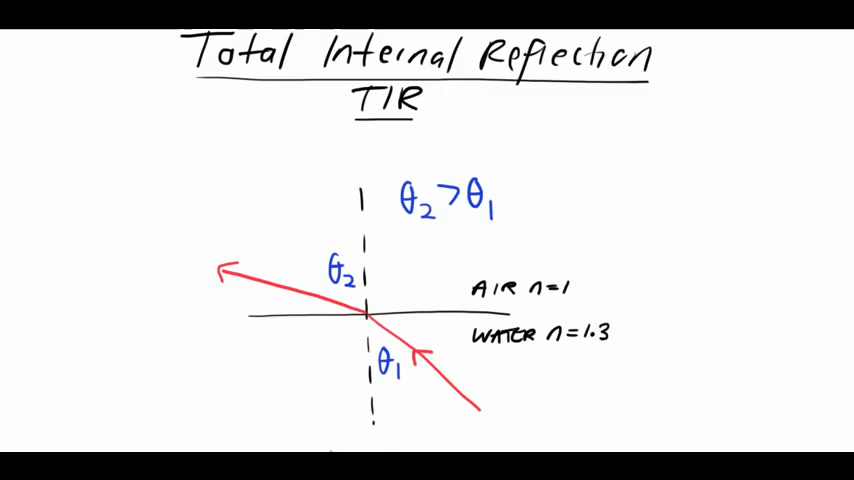 Total Internal Reflection
TIR
θ₂ > θ₁
θ₂
AIR n=1
WATER n=1.3
θ₁